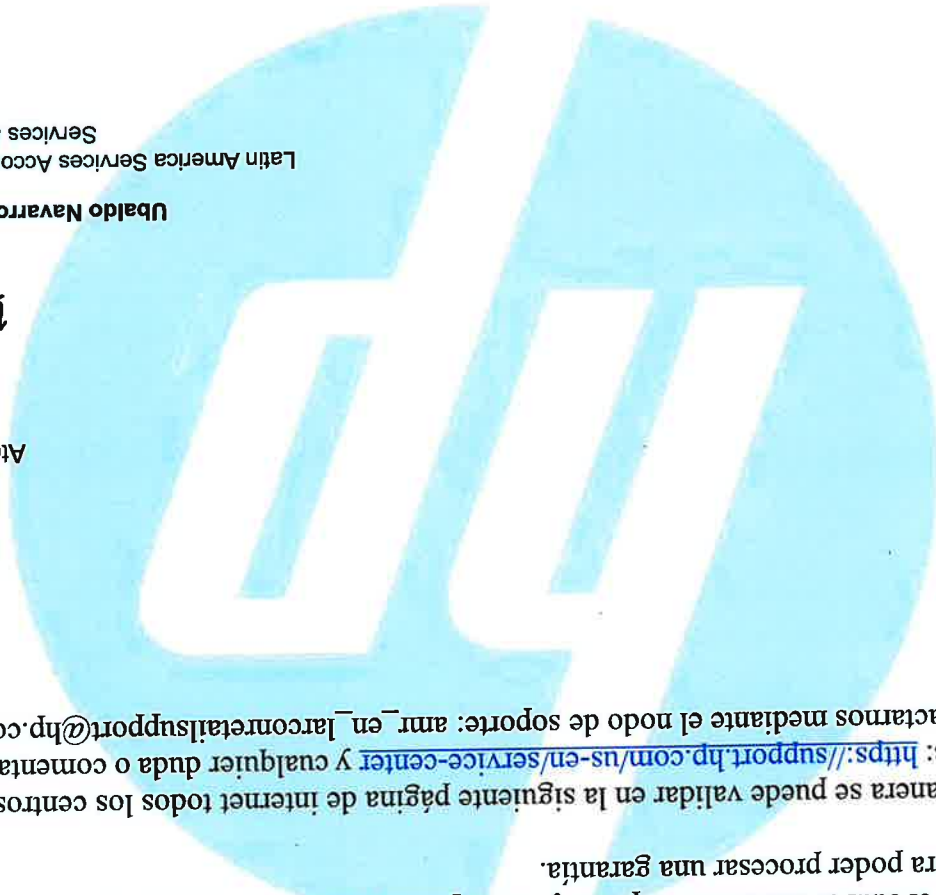 ra poder procesar una garantía.
anera se puede validar en la siguiente página de internet todos los centros
: https://support.hp.com/us-en/service-center y cualquier duda o comenta
actarnos mediante el nodo de soporte: amr_en_larconretailsupport@hp.co
At
hp
Ubaldo Navarro
Latin America Services Acco
Services